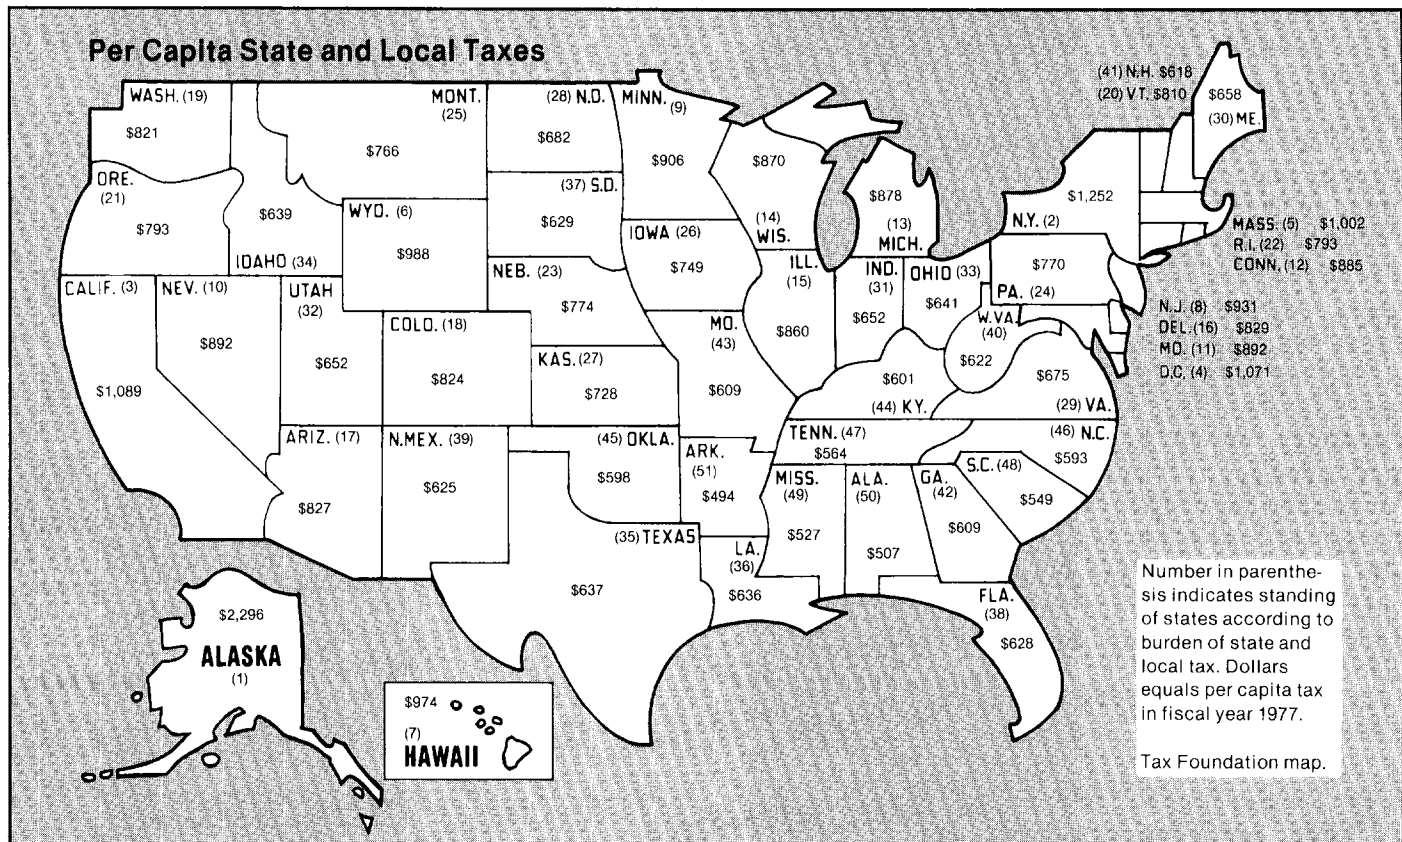 Per Capita State and Local Taxes
WASH. (19)
$821
MONT.
(25)
$766
(28) N.D.
$682
MINN. (9)
$906
(41) N.H. $618
(20) VT. $810
$658
(30) ME.
ORE.
(21)
$793
$639
IDAHO (34)
WYO. (6)
$988
(37) S.D.
$629
$870
(14)
WIS.
$878
(13)
MICH.
$1,252
N.Y. (2)
MASS. (5) $1,002
R.I. (22) $793
CONN. (12) $885
IOWA (26)
$749
CALIF. (3)
$1,089
NEV. (10)
$892
UTAH
(32)
$652
COLO. (18)
$824
NEB. (23)
$774
ILL.
(15)
$860
IND.
(31)
$652
OHIO (33)
$641
$770
PA. (24)
N.J. (8) $931
DEL. (16) $829
MD. (11) $892
D.C. (4) $1,071
W.VA.
(40)
$622
KAS. (27)
$728
MO.
(43)
$609
$601
(44) KY.
$675
(29) VA.
ARIZ. (17)
$827
N.MEX. (39)
$625
(45) OKLA.
$598
ARK.
(51)
$494
TENN. (47)
$564
(46) N.C.
$593
S.C. (48)
$549
MISS.
(49)
$527
ALA.
(50)
$507
GA.
(42)
$609
(35) TEXAS
$637
LA.
(36)
$636
FLA.
(38)
$628
$2,296
ALASKA
(1)
$974
(7)
HAWAII
Number in parenthe-
sis indicates standing
of states according to
burden of state and
local tax. Dollars
equals per capita tax
in fiscal year 1977.
Tax Foundation map.